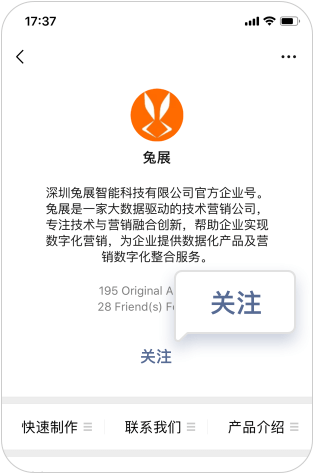 17:37
兔展
深圳兔展智能科技有限公司官方企业号。
兔展是一家大数据驱动的技术营销公司，
专注技术与营销融合创新，帮助企业实现
数字化营销，为企业提供数据化产品及营
销数字化整合服务。
195 Original A
28 Friend(s) F
关注
关注
快速制作 联系我们 产品介绍